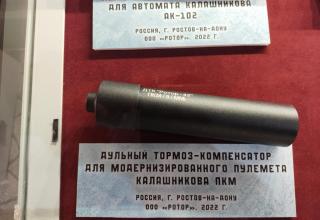 ДЛЯ АВТОМАТА КАЛАШНИКОВА
АК-102
РОССИЯ, Г. РОСТОВ-НА-ДОНУ
ООО «РОТОР», 2022 Г.
ДУЛЬНЫЙ ТОРМОЗ-КОМПЕНСАТОР
ДЛЯ МОДЕРНИЗИРОВАННОГО ПУЛЕМЕТА
КАЛАШНИКОВА ПКМ
РОССИЯ, Г. РОСТОВ-НА-ДОНУ
ООО «РОТОР», 2022 Г.